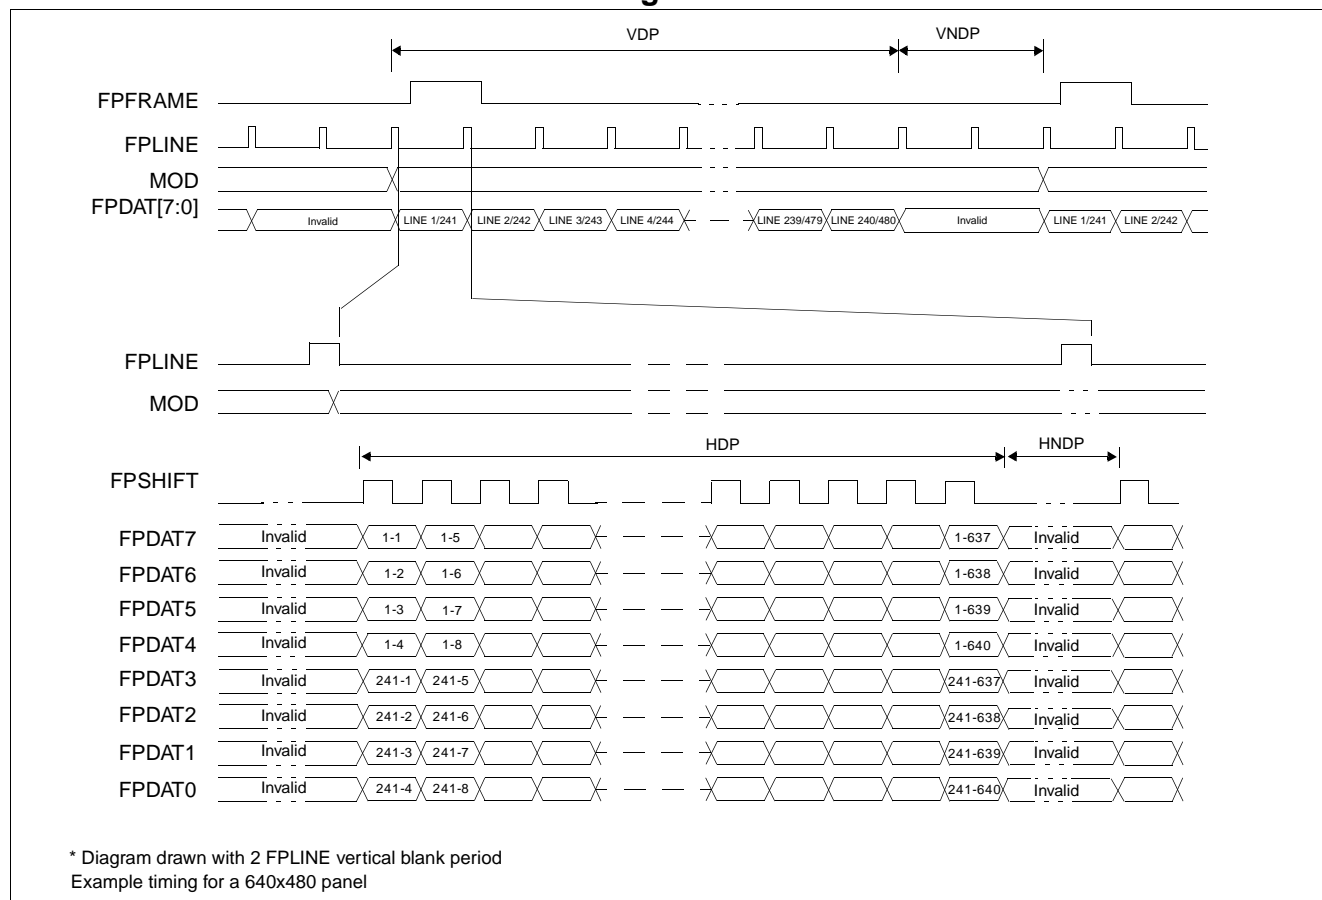 VDP VNDP
FPFRAME
FPLINE
MOD
FPDAT[7:0] Invalid LINE 1/241 LINE 2/242 LINE 3/243 LINE 4/244 LINE 239/479 LINE 240/480 Invalid LINE 1/241 LINE 2/242
FPLINE
MOD
HDP HNDP
FPSHIFT
FPDAT7 Invalid 1-1 1-5 1-637 Invalid
FPDAT6 Invalid 1-2 1-6 1-638 Invalid
FPDAT5 Invalid 1-3 1-7 1-639 Invalid
FPDAT4 Invalid 1-4 1-8 1-640 Invalid
FPDAT3 Invalid 241-1 241-5 241-637 Invalid
FPDAT2 Invalid 241-2 241-6 241-638 Invalid
FPDAT1 Invalid 241-3 241-7 241-639 Invalid
FPDAT0 Invalid 241-4 241-8 241-640 Invalid
* Diagram drawn with 2 FPLINE vertical blank period
Example timing for a 640x480 panel